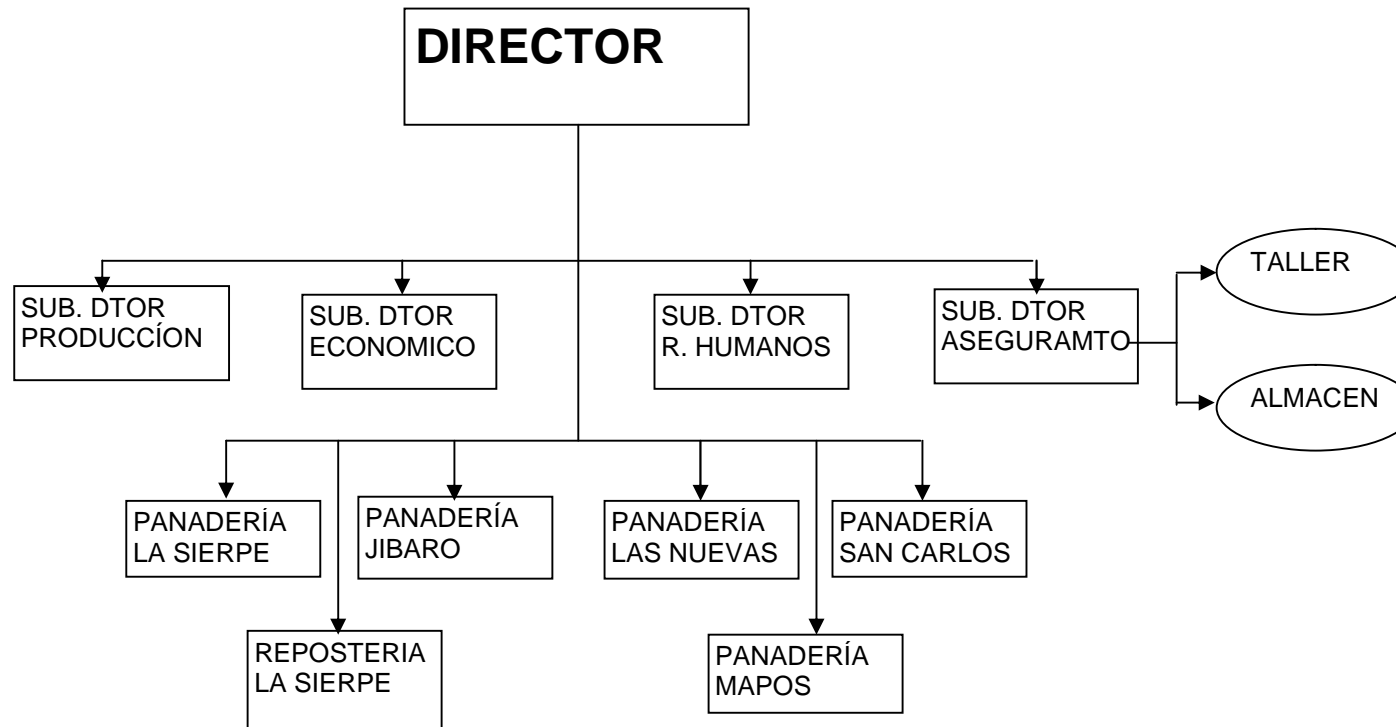 DIRECTOR
SUB. DTOR
PRODUCCÍON
SUB. DTOR
ECONOMICO
SUB. DTOR
R. HUMANOS
SUB. DTOR
ASEGURAMTO
TALLER
ALMACEN
PANADERÍA
LA SIERPE
PANADERÍA
JIBARO
PANADERÍA
LAS NUEVAS
PANADERÍA
SAN CARLOS
REPOSTERIA
LA SIERPE
PANADERÍA
MAPOS